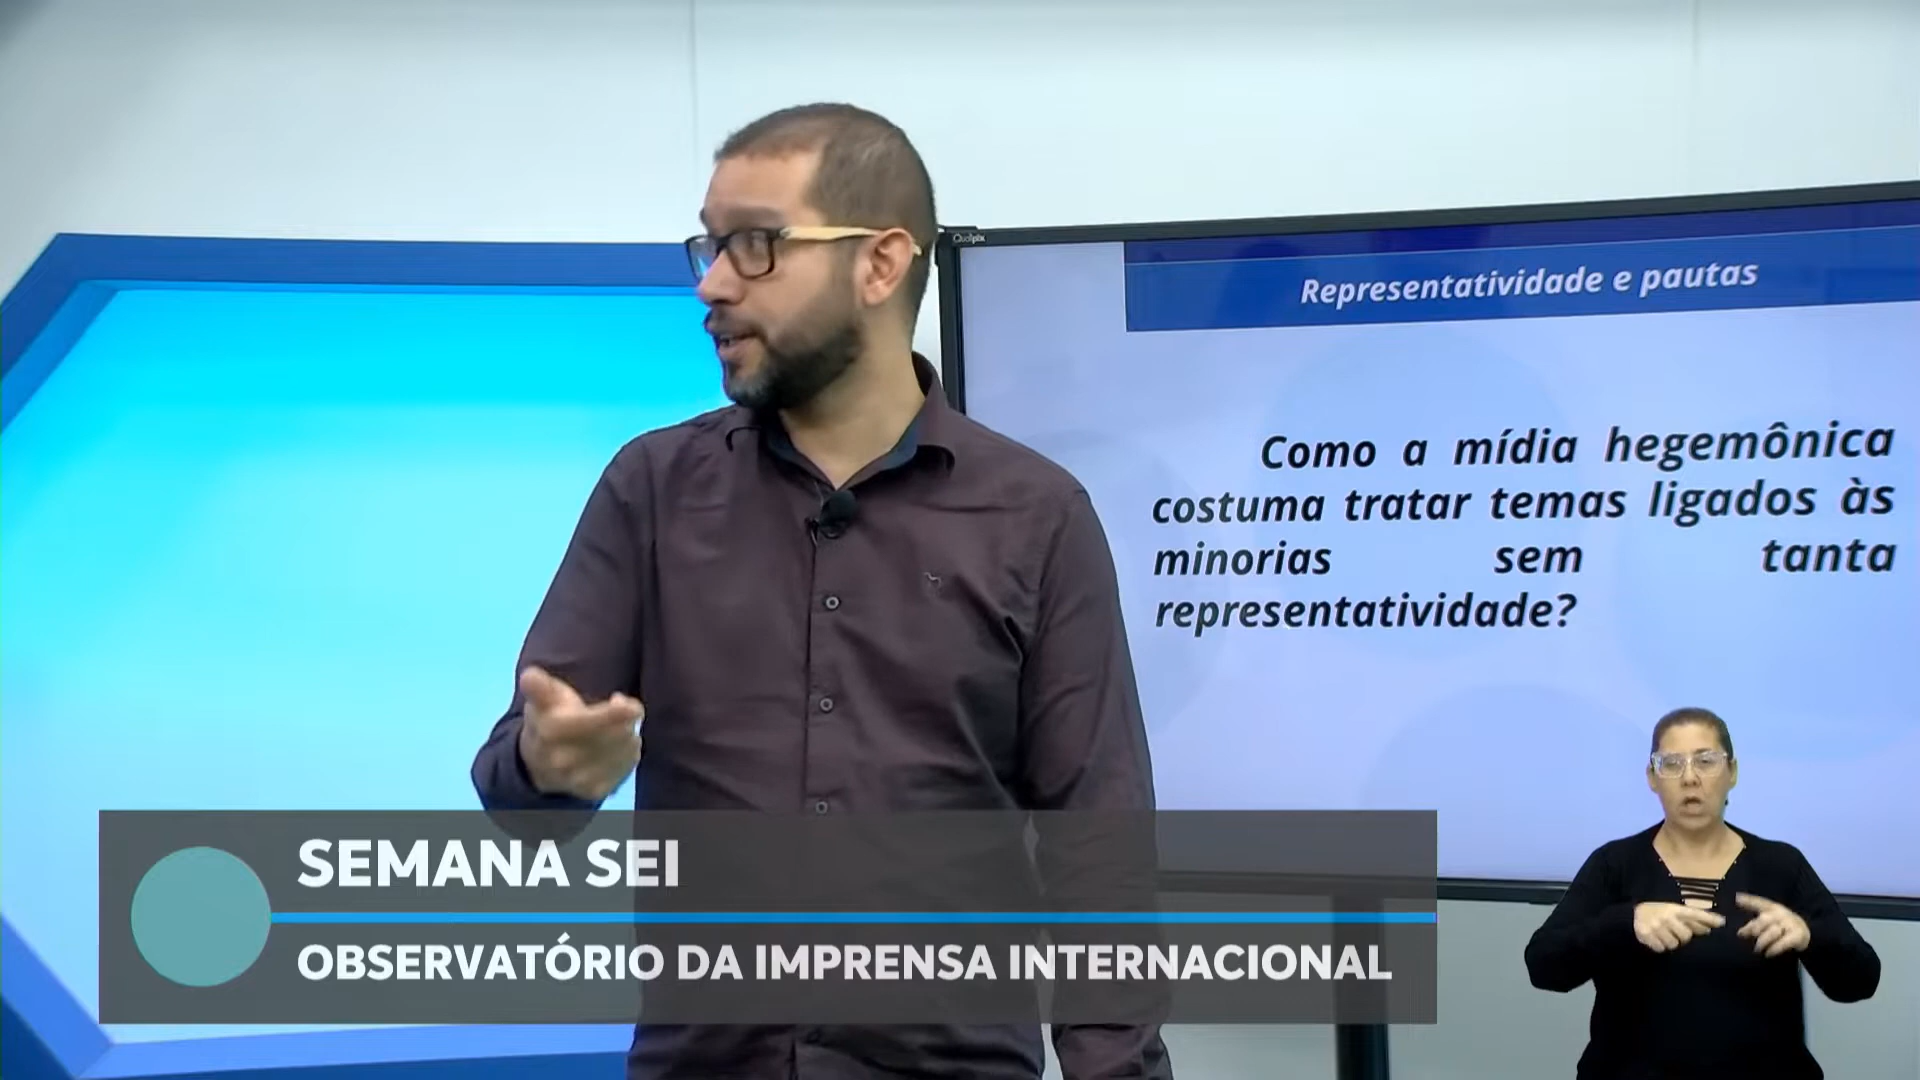 Qualipix
Representatividade e pautas
Como a mídia hegemônica
costuma tratar temas ligados às
minorias sem tanta
representatividade?
SEMANA SEI
OBSERVATÓRIO DA IMPRENSA INTERNACIONAL